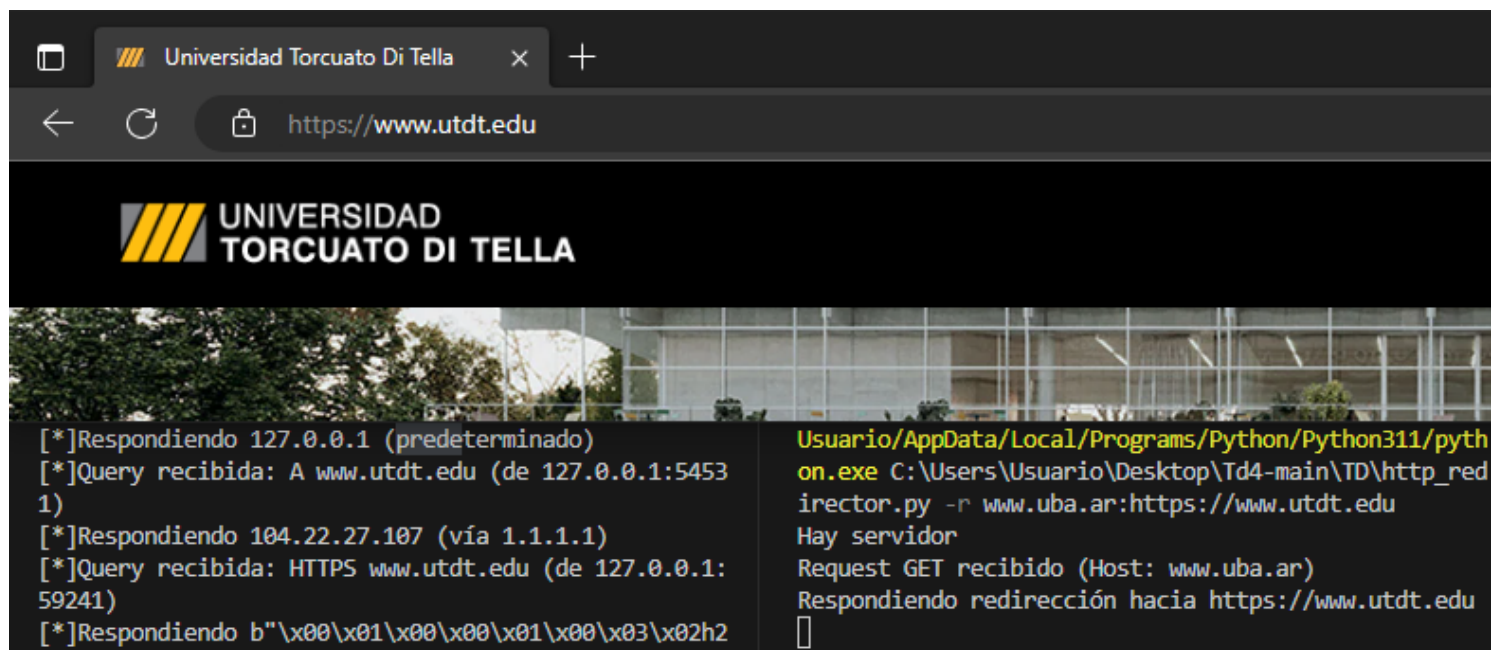 Universidad Torcuato Di Tella
https://www.utdt.edu
UNIVERSIDAD
TORCUATO DI TELLA
[*]Respondiendo 127.0.0.1 (predeterminado)
[*]Query recibida: A www.utdt.edu (de 127.0.0.1:5453
1)
[*]Respondiendo 104.22.27.107 (vía 1.1.1.1)
[*]Query recibida: HTTPS www.utdt.edu (de 127.0.0.1:
59241)
[*]Respondiendo b"\x00\x01\x00\x00\x01\x00\x03\x02h2
Usuario/AppData/Local/Programs/Python/Python311/pyth
on.exe C:\Users\Usuario\Desktop\Td4-main\TD\http_red
irector.py -r www.uba.ar:https://www.utdt.edu
Hay servidor
Request GET recibido (Host: www.uba.ar)
Respondiendo redirección hacia https://www.utdt.edu